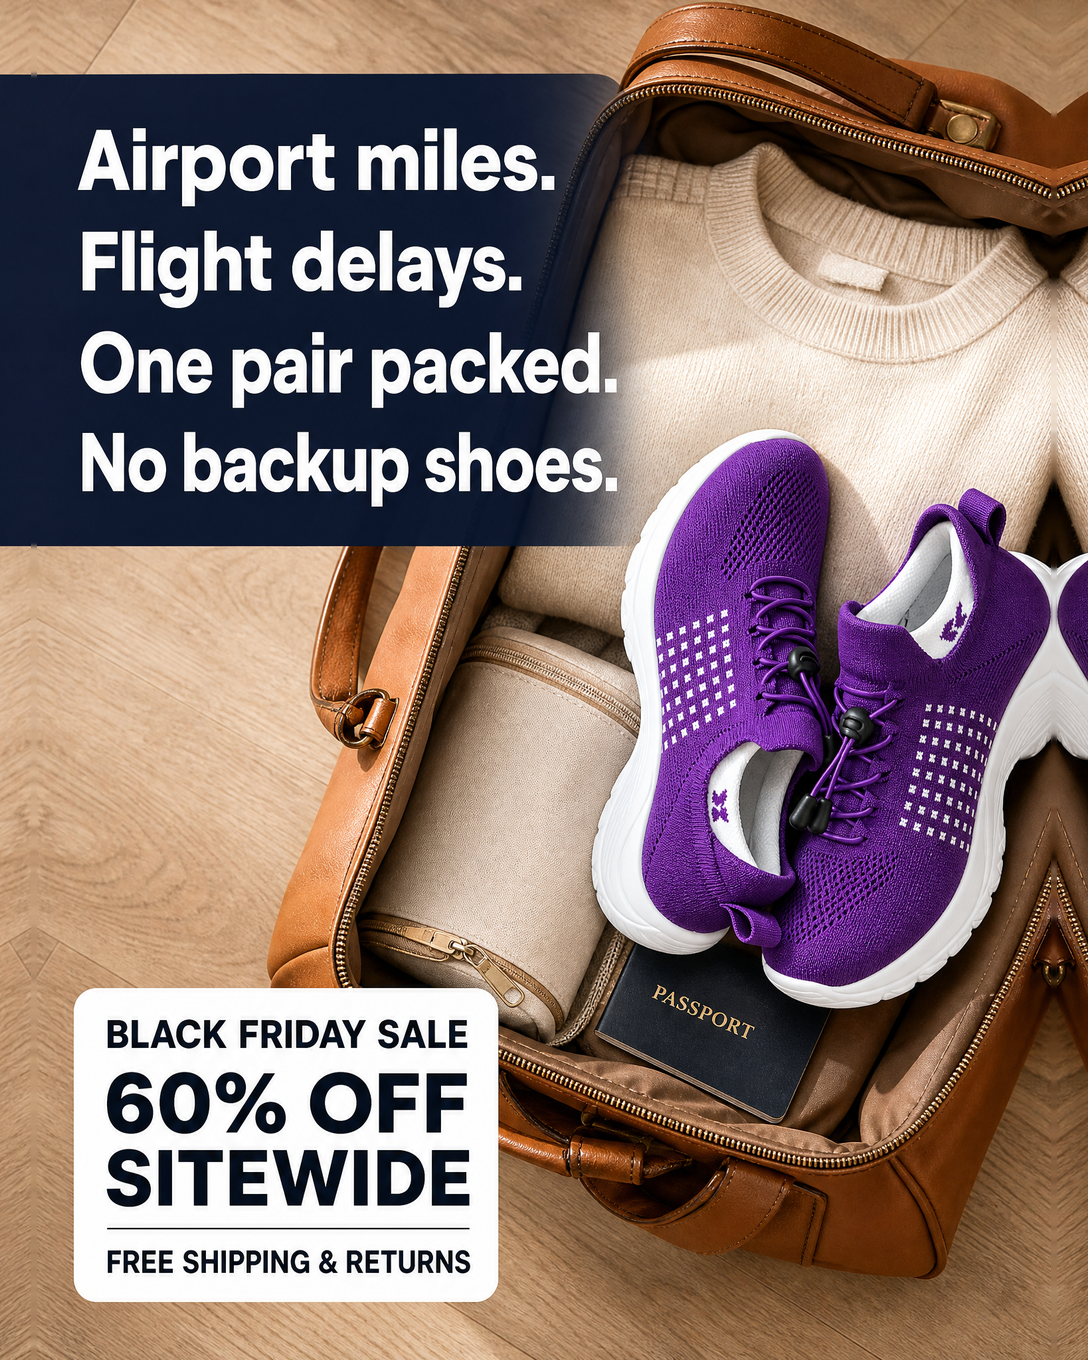 Airport miles.
Flight delays.
One pair packed.
No backup shoes.
PASSPORT
BLACK FRIDAY SALE
60% OFF
SITEWIDE
FREE SHIPPING & RETURNS